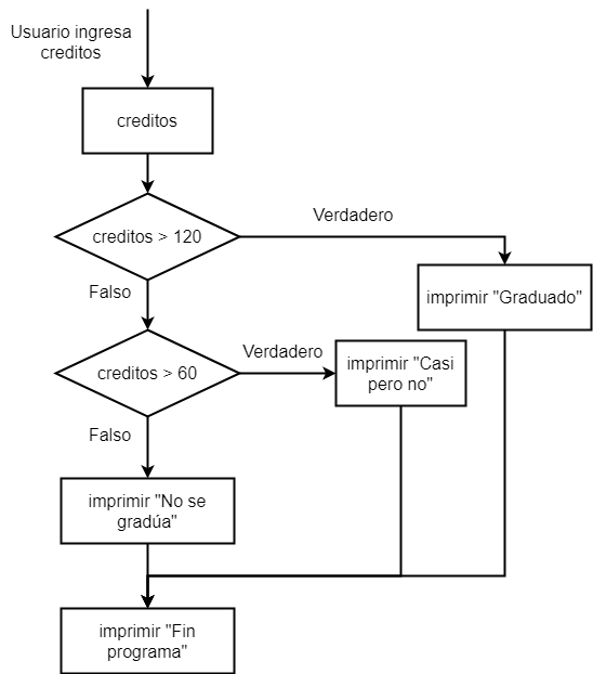 Usuario ingresa
creditos
creditos
creditos > 120
Verdadero
Falso
imprimir "Graduado"
creditos > 60
Verdadero
imprimir "Casi
pero no"
Falso
imprimir "No se
gradúa"
imprimir "Fin
programa"